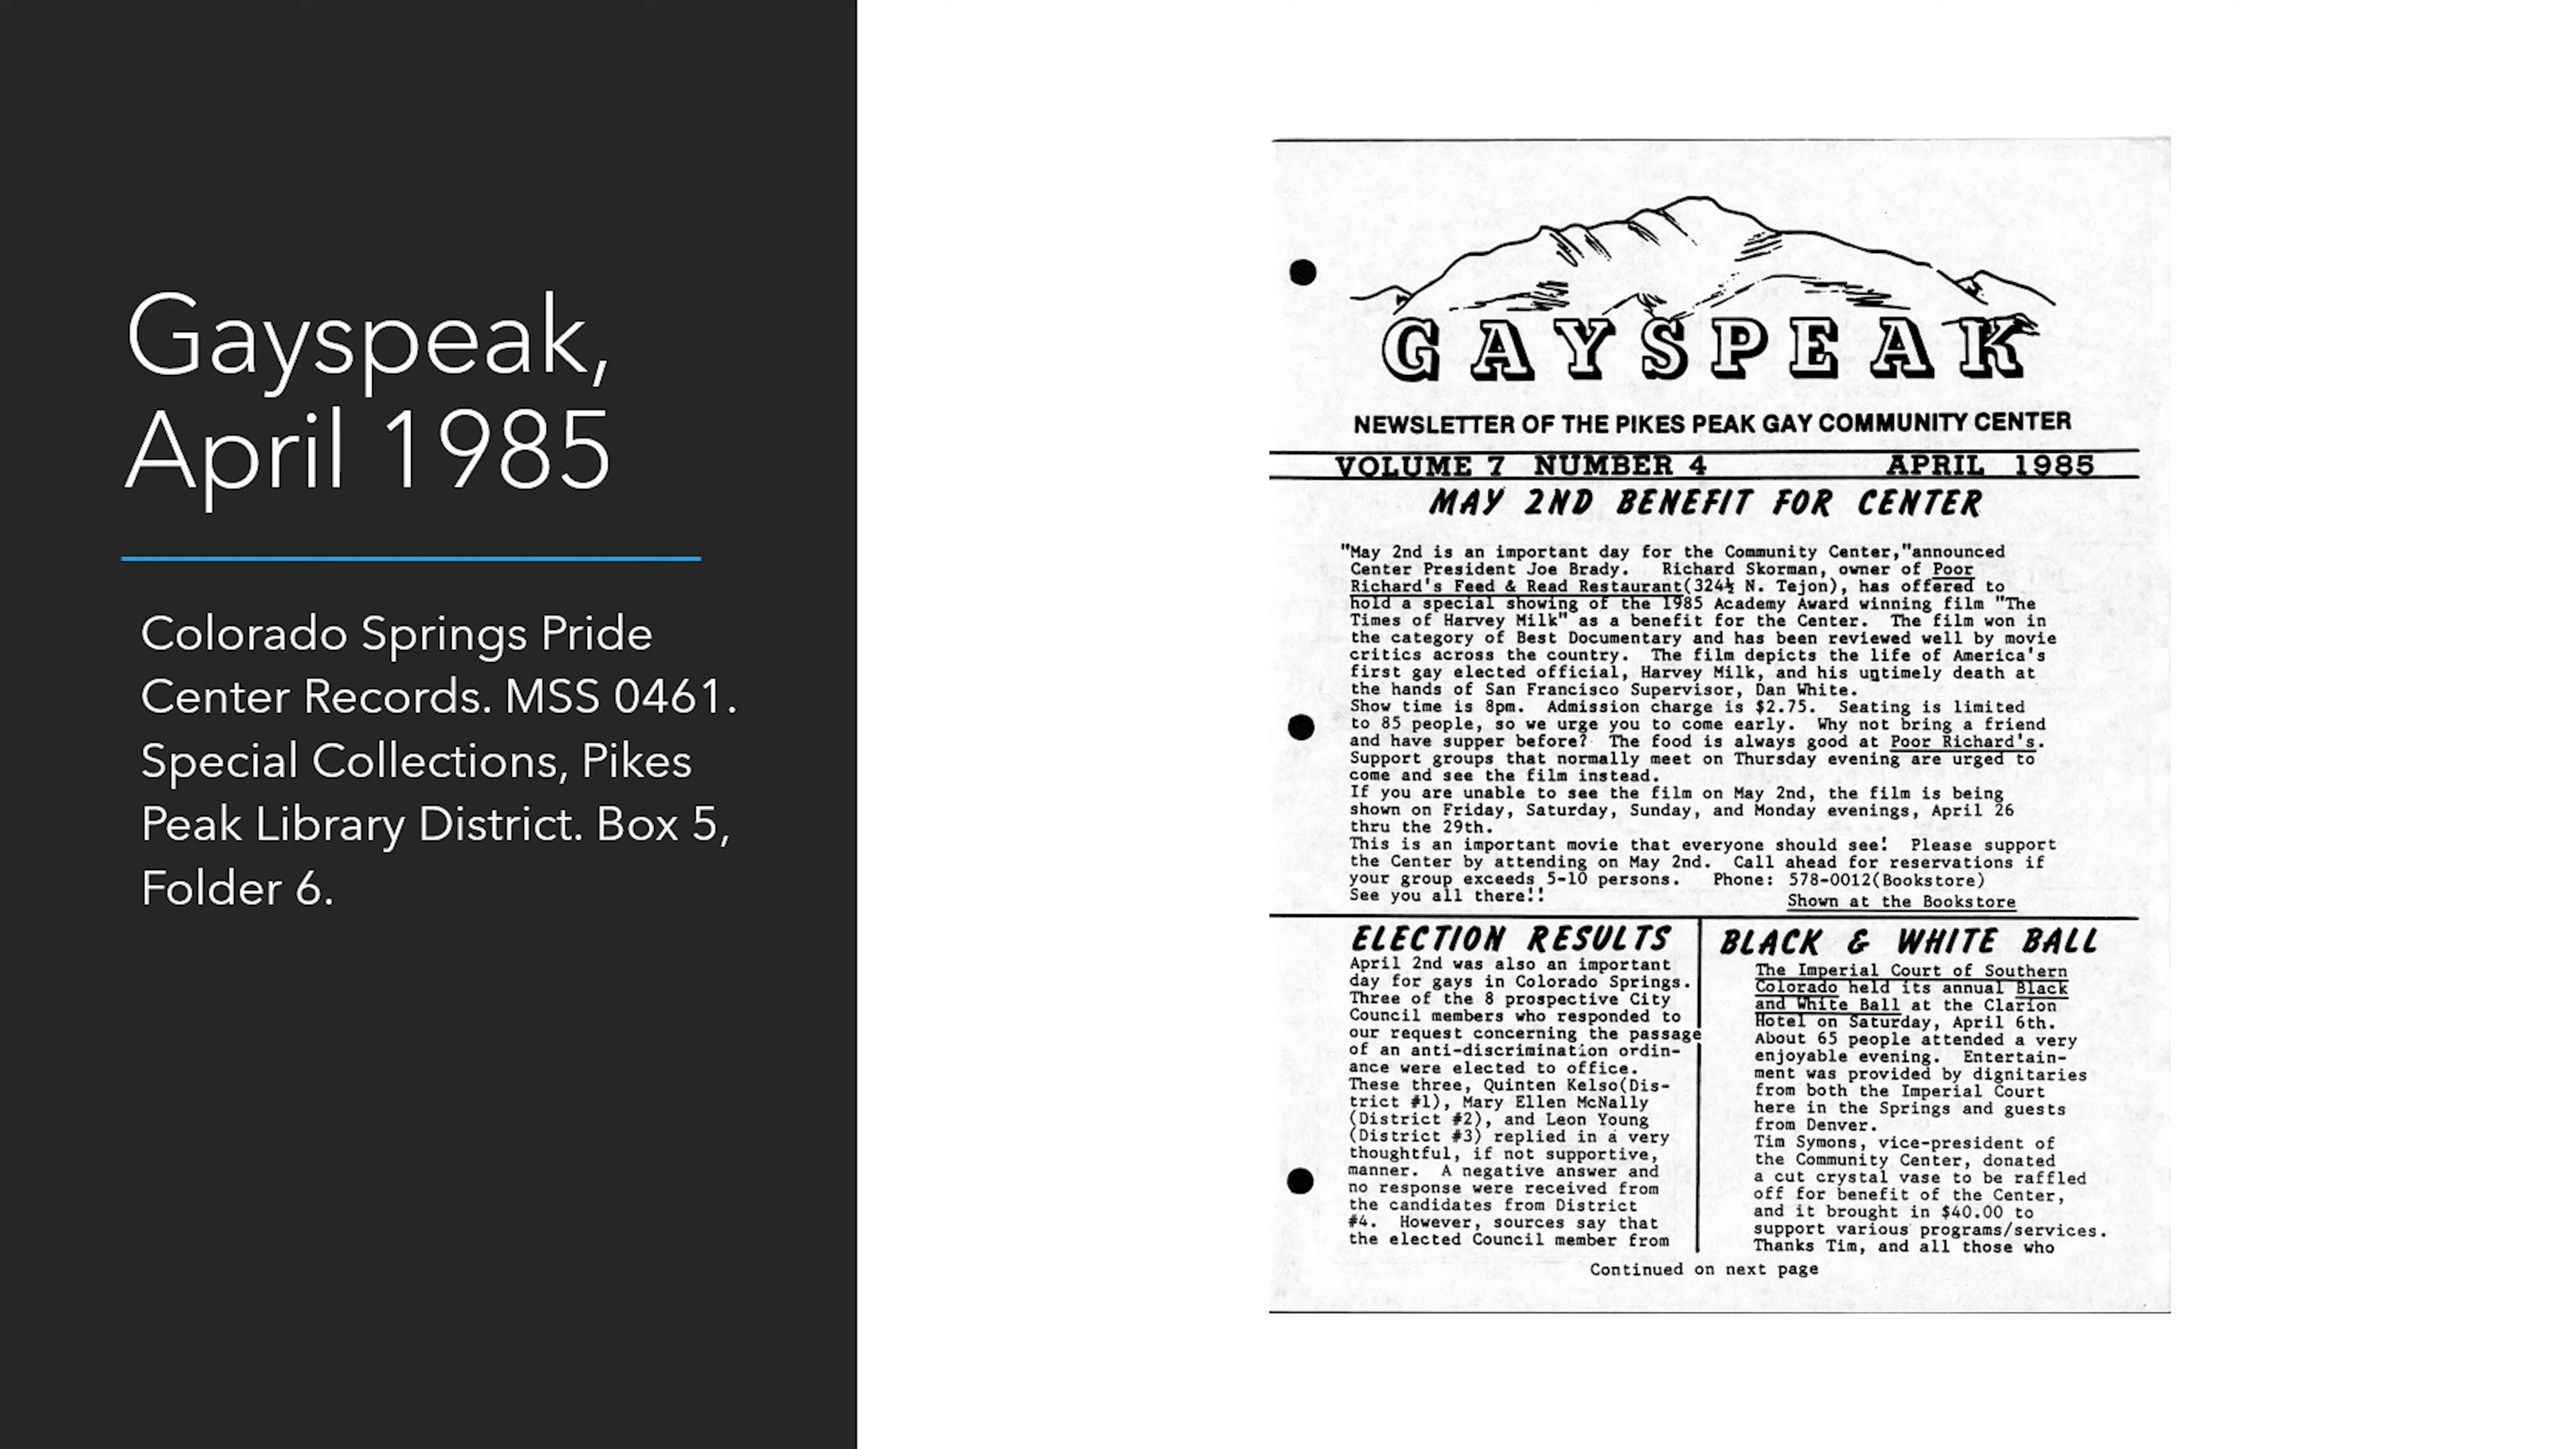 Gayspeak,
April 1985
Colorado Springs Pride
Center Records. MSS 0461.
Special Collections, Pikes
Peak Library District. Box 5,
Folder 6.
GAYSPEAK
NEWSLETTER OF THE PIKES PEAK GAY COMMUNITY CENTER
VOLUME 7 NUMBER 4 APRIL 1985
MAY 2ND BENEFIT FOR CENTER
"May 2nd is an important day for the Community Center,"announced
Center President Joe Brady. Richard Skorman, owner of Poor
Richard's Feed & Read Restaurant(324½ N. Tejon), has offered to
hold a special showing of the 1985 Academy Award winning film "The
Times of Harvey Milk" as a benefit for the Center. The film won in
the category of Best Documentary and has been reviewed well by movie
critics across the country. The film depicts the life of America's
first gay elected official, Harvey Milk, and his untimely death at
the hands of San Francisco Supervisor, Dan White.
Show time is 8pm. Admission charge is $2.75. Seating is limited
to 85 people, so we urge you to come early. Why not bring a friend
and have supper before? The food is always good at Poor Richard's.
Support groups that normally meet on Thursday evening are urged to
come and see the film instead.
If you are unable to see the film on May 2nd, the film is being
shown on Friday, Saturday, Sunday, and Monday evenings, April 26
thru the 29th.
This is an important movie that everyone should see! Please support
the Center by attending on May 2nd. Call ahead for reservations if
your group exceeds 5-10 persons. Phone: 578-0012(Bookstore)
See you all there!!
Shown at the Bookstore
ELECTION RESULTS
April 2nd was also an important
day for gays in Colorado Springs.
Three of the 8 prospective City
Council members who responded to
our request concerning the passage
of an anti-discrimination ordin-
ance were elected to office.
These three, Quinten Kelso(Dis-
trict #1), Mary Ellen McNally
(District #2), and Leon Young
(District #3) replied in a very
thoughtful, if not supportive,
manner. A negative answer and
no response were received from
the candidates from District
#4. However, sources say that
the elected Council member from
BLACK & WHITE BALL
The Imperial Court of Southern
Colorado held its annual Black
and White Ball at the Clarion
Hotel on Saturday, April 6th.
About 65 people attended a very
enjoyable evening. Entertain-
ment was provided by dignitaries
from both the Imperial Court
here in the Springs and guests
from Denver.
Tim Symons, vice-president of
the Community Center, donated
a cut crystal vase to be raffled
off for benefit of the Center,
and it brought in $40.00 to
support various programs/services.
Thanks Tim, and all those who
Continued on next page